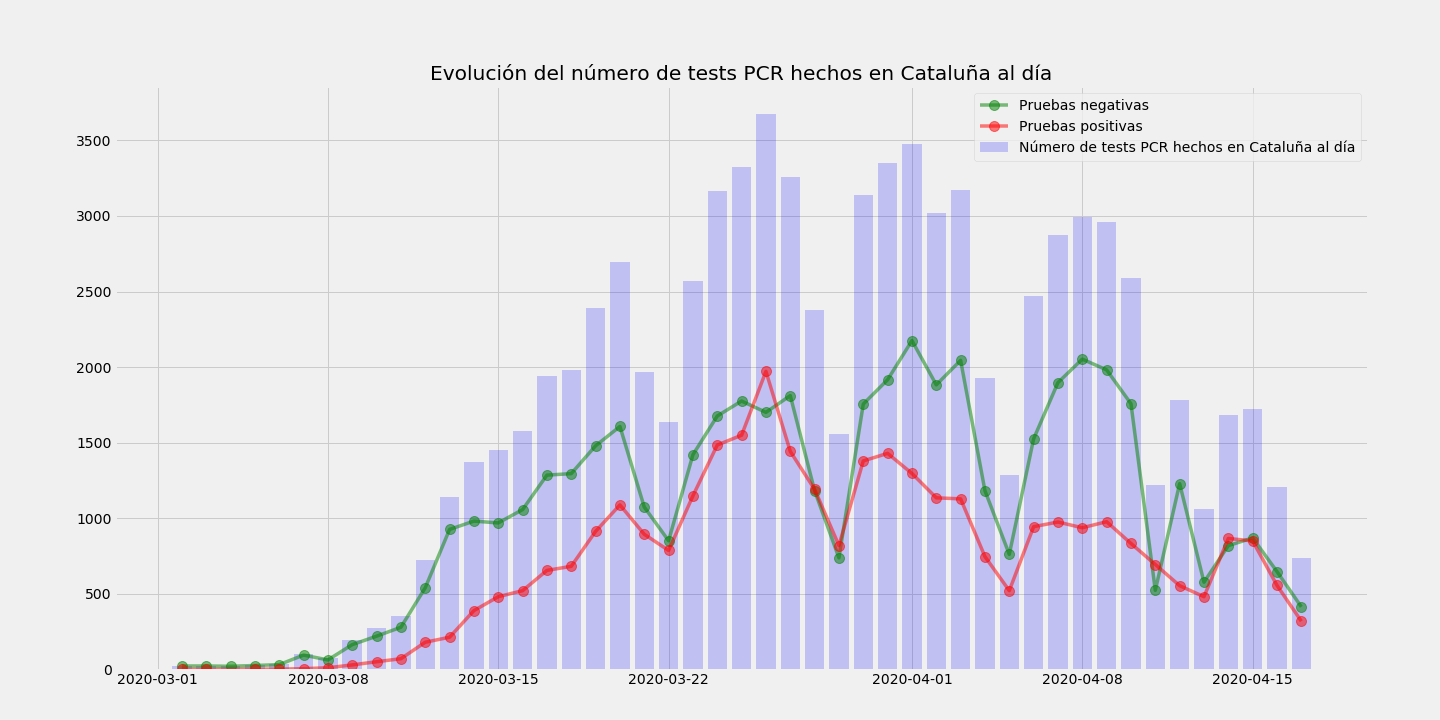 Evolución del número de tests PCR hechos en Cataluña al día
Pruebas negativas
Pruebas positivas
Número de tests PCR hechos en Cataluña al día
3500
3000
2500
2000
1500
1000
500
0
2020-03-01 2020-03-08 2020-03-15 2020-03-22 2020-04-01 2020-04-08 2020-04-15